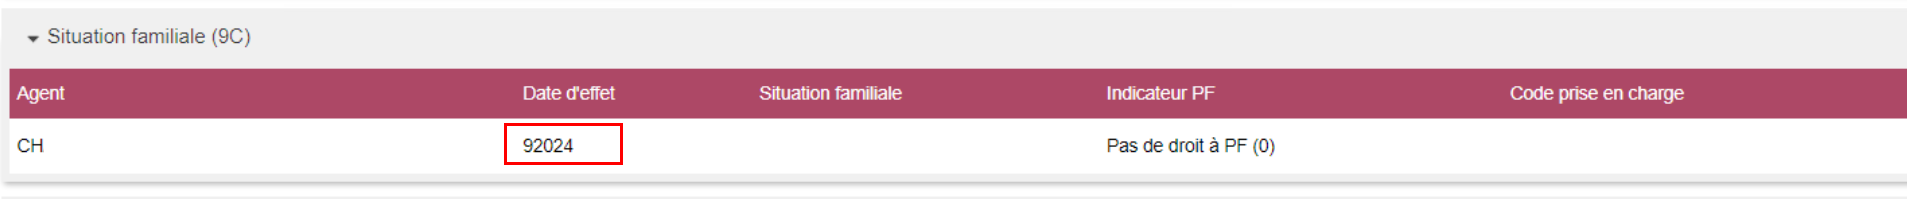 Situation familiale (9C)
Agent Date d'effet Situation familiale Indicateur PF Code prise en charge
CH 92024 Pas de droit à PF (0)